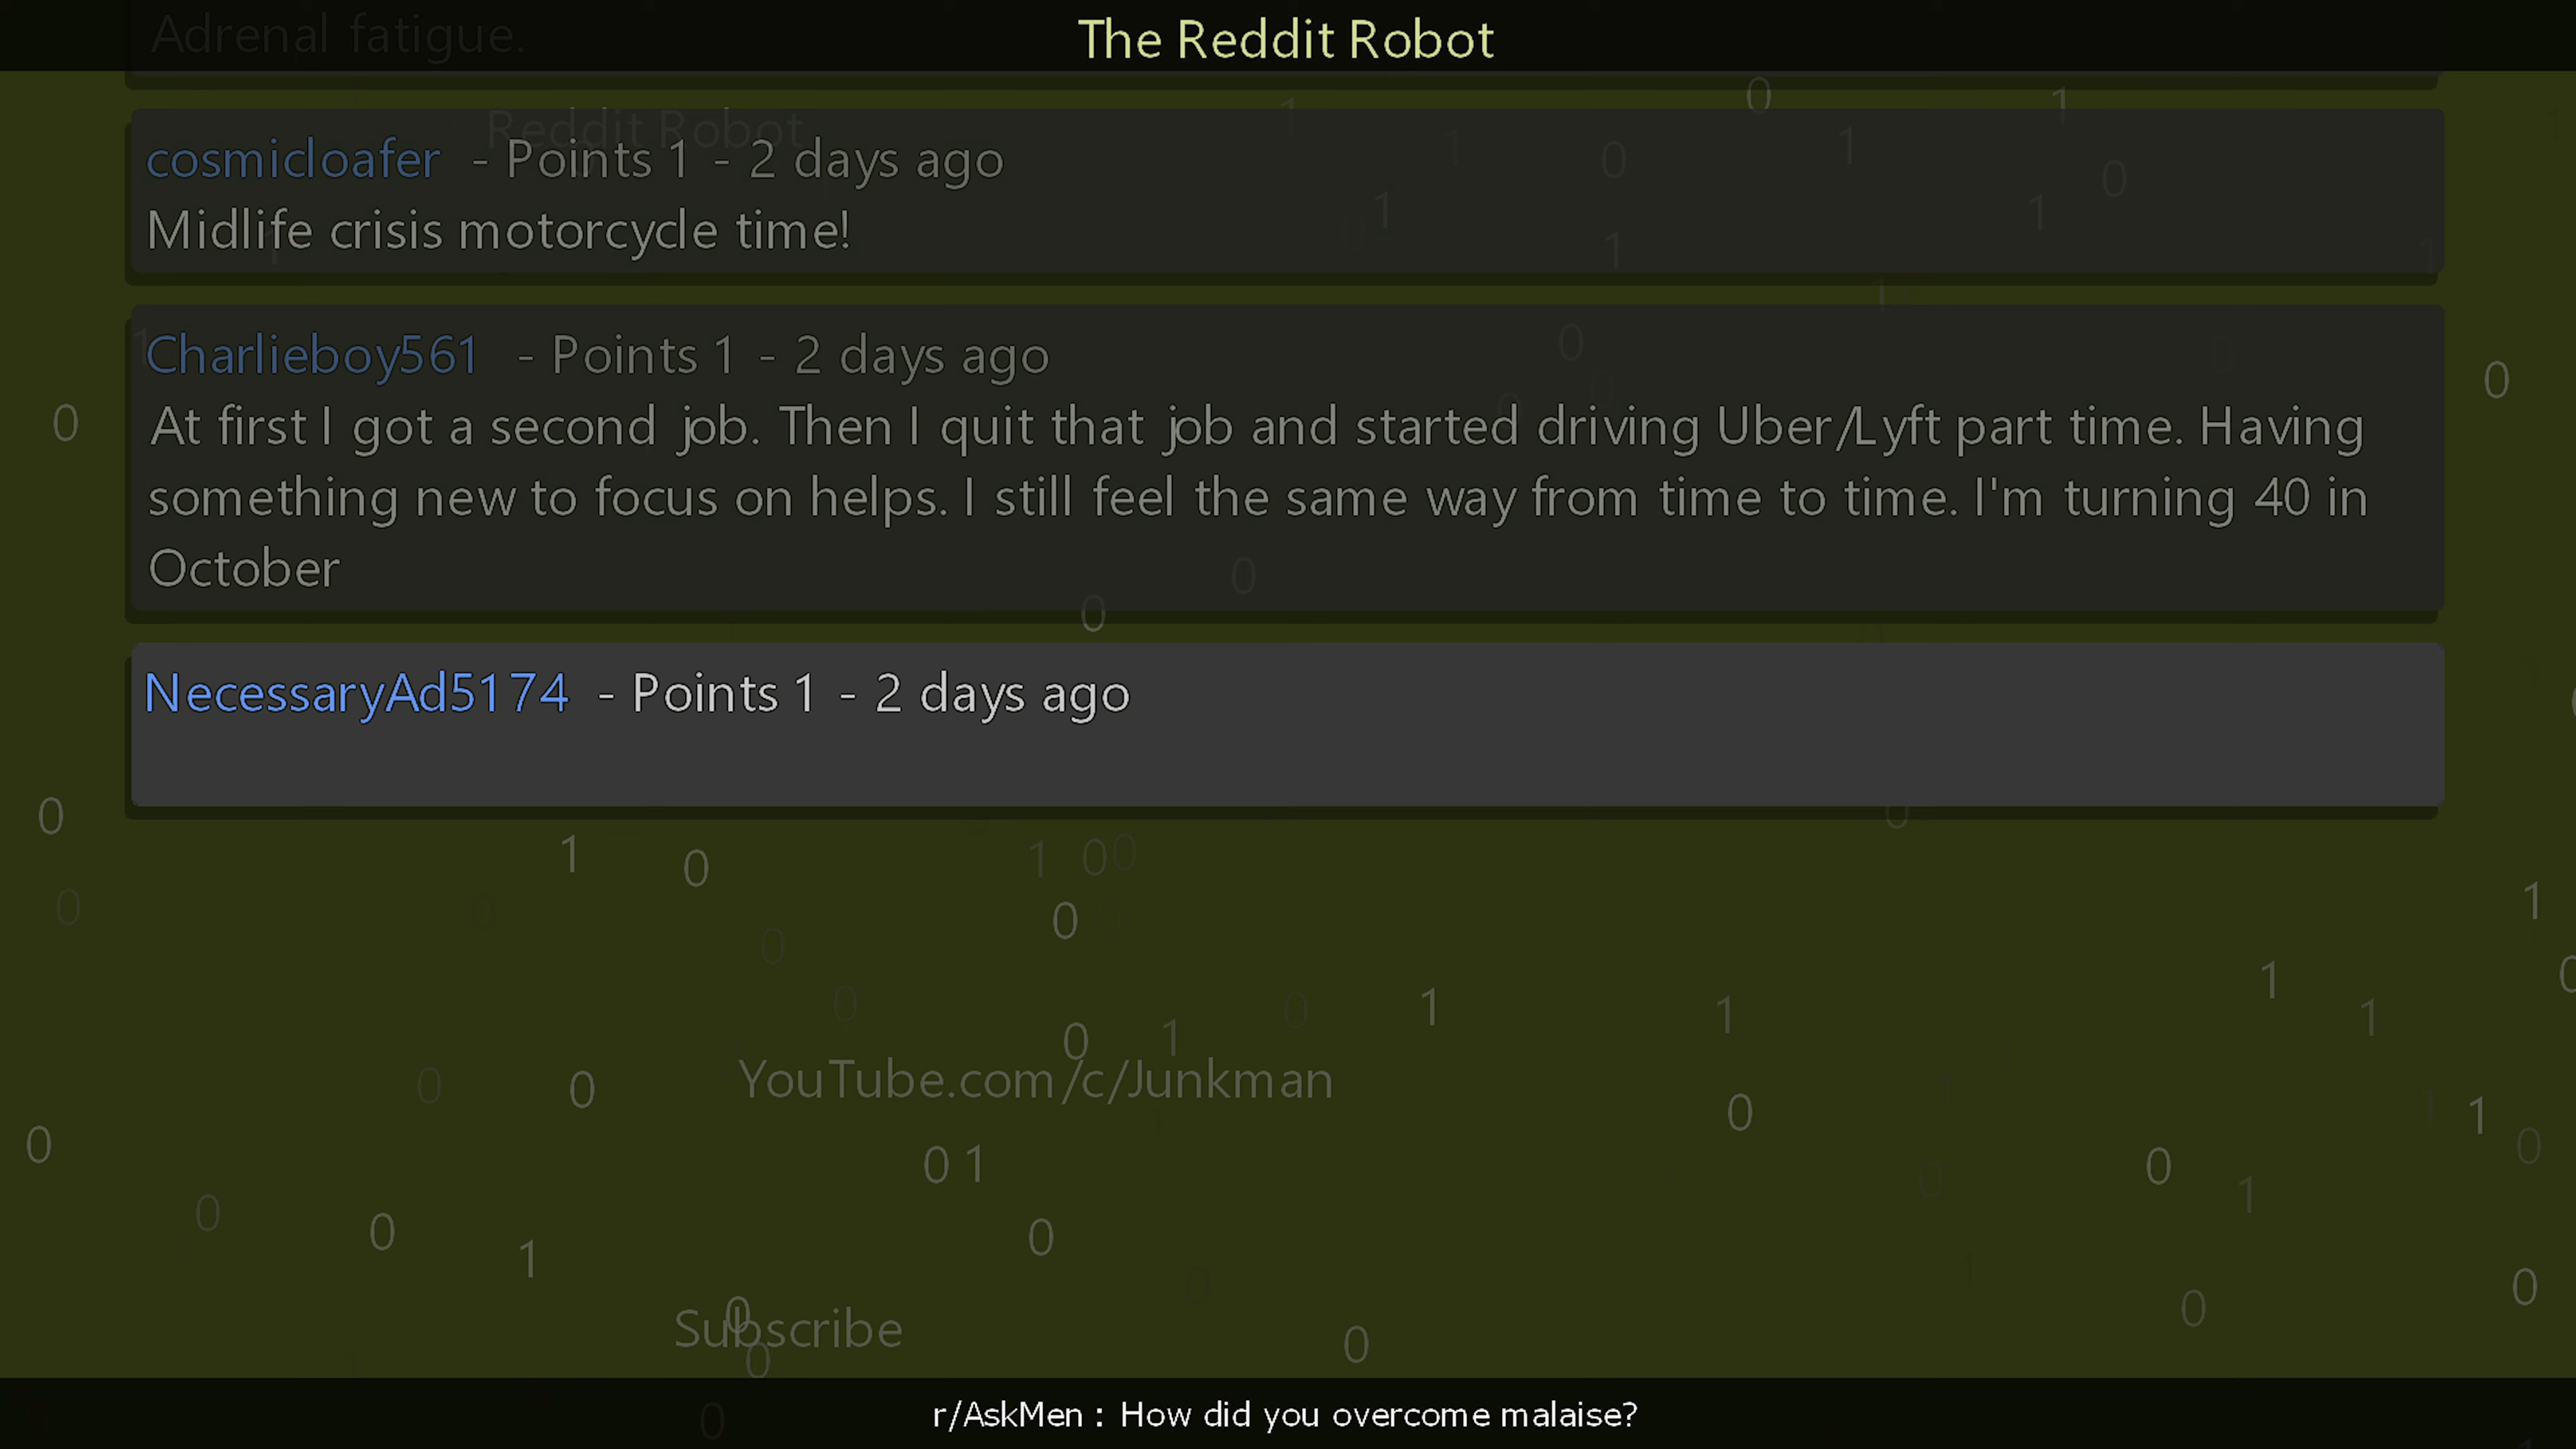 Adrenal fatigue.
The Reddit Robot
Reddit Robot
cosmicloafer - Points 1 - 2 days ago
Midlife crisis motorcycle time!
Charlieboy561 - Points 1 - 2 days ago
At first I got a second job. Then I quit that job and started driving Uber/Lyft part time. Having
something new to focus on helps. I still feel the same way from time to time. I'm turning 40 in
October
NecessaryAd5174 - Points 1 - 2 days ago
YouTube.com/c/Junkman
Subscribe
r/AskMen : How did you overcome malaise?